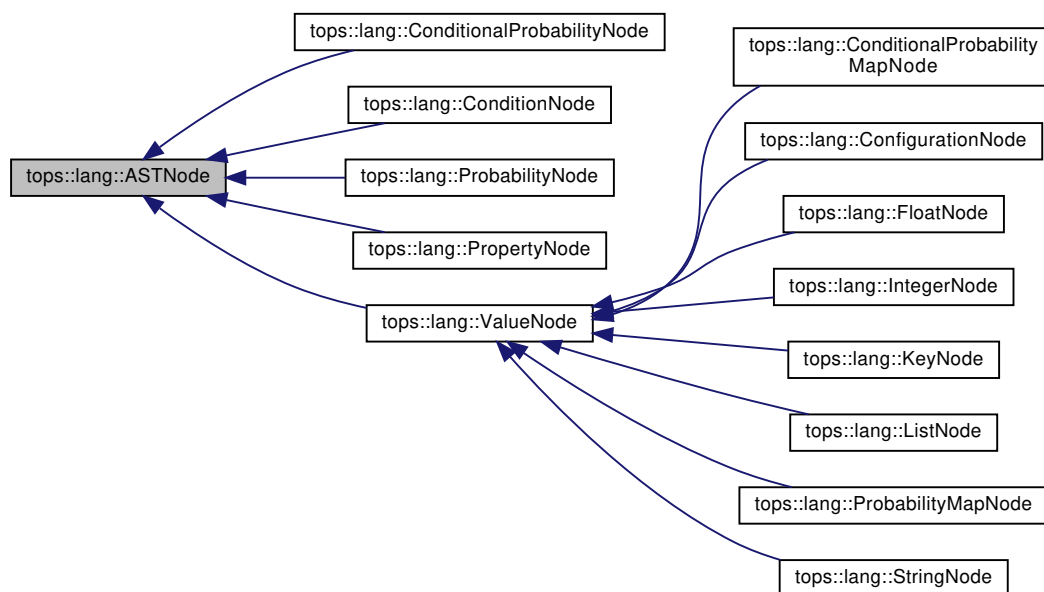 tops::lang::ConditionalProbabilityNode
tops::lang::ConditionalProbability
MapNode
tops::lang::ConditionNode
tops::lang::ConfigurationNode
tops::lang::ASTNode
tops::lang::ProbabilityNode
tops::lang::FloatNode
tops::lang::PropertyNode
tops::lang::IntegerNode
tops::lang::ValueNode
tops::lang::KeyNode
tops::lang::ListNode
tops::lang::ProbabilityMapNode
tops::lang::StringNode